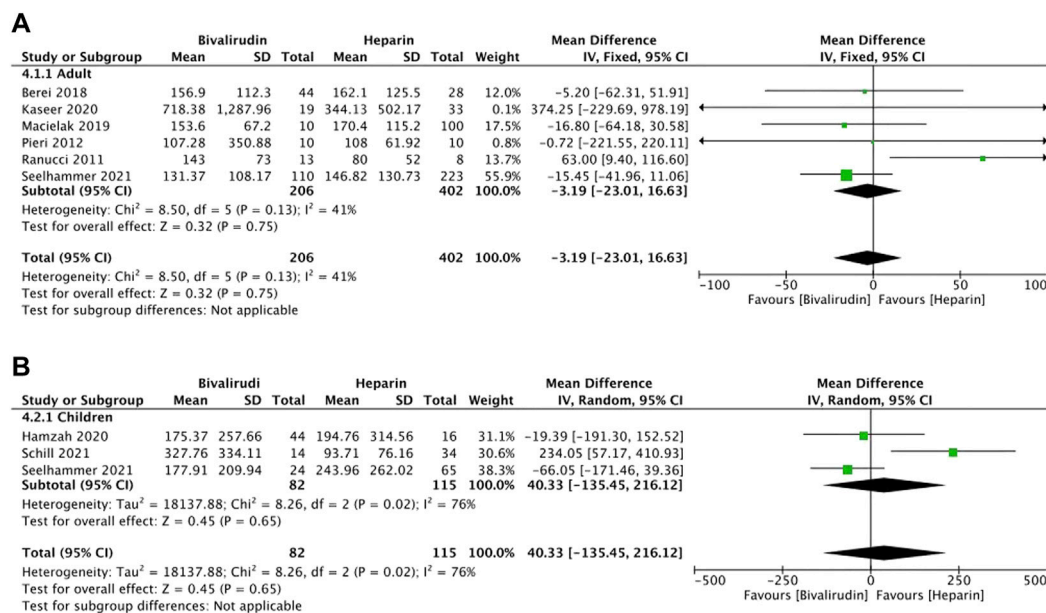 A
Bivalirudin Heparin Mean Difference Mean Difference
Study or Subgroup Mean SD Total Mean SD Total Weight IV, Fixed, 95% CI IV, Fixed, 95% CI
4.1.1 Adult
Berei 2018 156.9 112.3 44 162.1 125.5 28 12.0% −5.20 [−62.31, 51.91]
Kaseer 2020 718.38 1,287.96 19 344.13 502.17 33 0.1% 374.25 [−229.69, 978.19]
Macielak 2019 153.6 67.2 10 170.4 115.2 100 17.5% −16.80 [−64.18, 30.58]
Pieri 2012 107.28 350.88 10 108 61.92 10 0.8% −0.72 [−221.55, 220.11]
Ranucci 2011 143 73 13 80 52 8 13.7% 63.00 [9.40, 116.60]
Seelhammer 2021 131.37 108.17 110 146.82 130.73 223 55.9% −15.45 [−41.96, 11.06]
Subtotal (95% CI) 206 402 100.0% −3.19 [−23.01, 16.63]
Heterogeneity: Chi² = 8.50, df = 5 (P = 0.13); I² = 41%
Test for overall effect: Z = 0.32 (P = 0.75)
Total (95% CI) 206 402 100.0% −3.19 [−23.01, 16.63]
Heterogeneity: Chi² = 8.50, df = 5 (P = 0.13); I² = 41%
Test for overall effect: Z = 0.32 (P = 0.75)
Test for subgroup differences: Not applicable
−100 −50 0 50 100
Favours [Bivalirudin] Favours [Heparin]
B
Bivalirudi Heparin Mean Difference Mean Difference
Study or Subgroup Mean SD Total Mean SD Total Weight IV, Random, 95% CI IV, Random, 95% CI
4.2.1 Children
Hamzah 2020 175.37 257.66 44 194.76 314.56 16 31.1% −19.39 [−191.30, 152.52]
Schill 2021 327.76 334.11 14 93.71 76.16 34 30.6% 234.05 [57.17, 410.93]
Seelhammer 2021 177.91 209.94 24 243.96 262.02 65 38.3% −66.05 [−171.46, 39.36]
Subtotal (95% CI) 82 115 100.0% 40.33 [−135.45, 216.12]
Heterogeneity: Tau² = 18137.88; Chi² = 8.26, df = 2 (P = 0.02); I² = 76%
Test for overall effect: Z = 0.45 (P = 0.65)
Total (95% CI) 82 115 100.0% 40.33 [−135.45, 216.12]
Heterogeneity: Tau² = 18137.88; Chi² = 8.26, df = 2 (P = 0.02); I² = 76%
Test for overall effect: Z = 0.45 (P = 0.65)
Test for subgroup differences: Not applicable
−500 −250 0 250 500
Favours [Bivalirudin] Favours [Heparin]